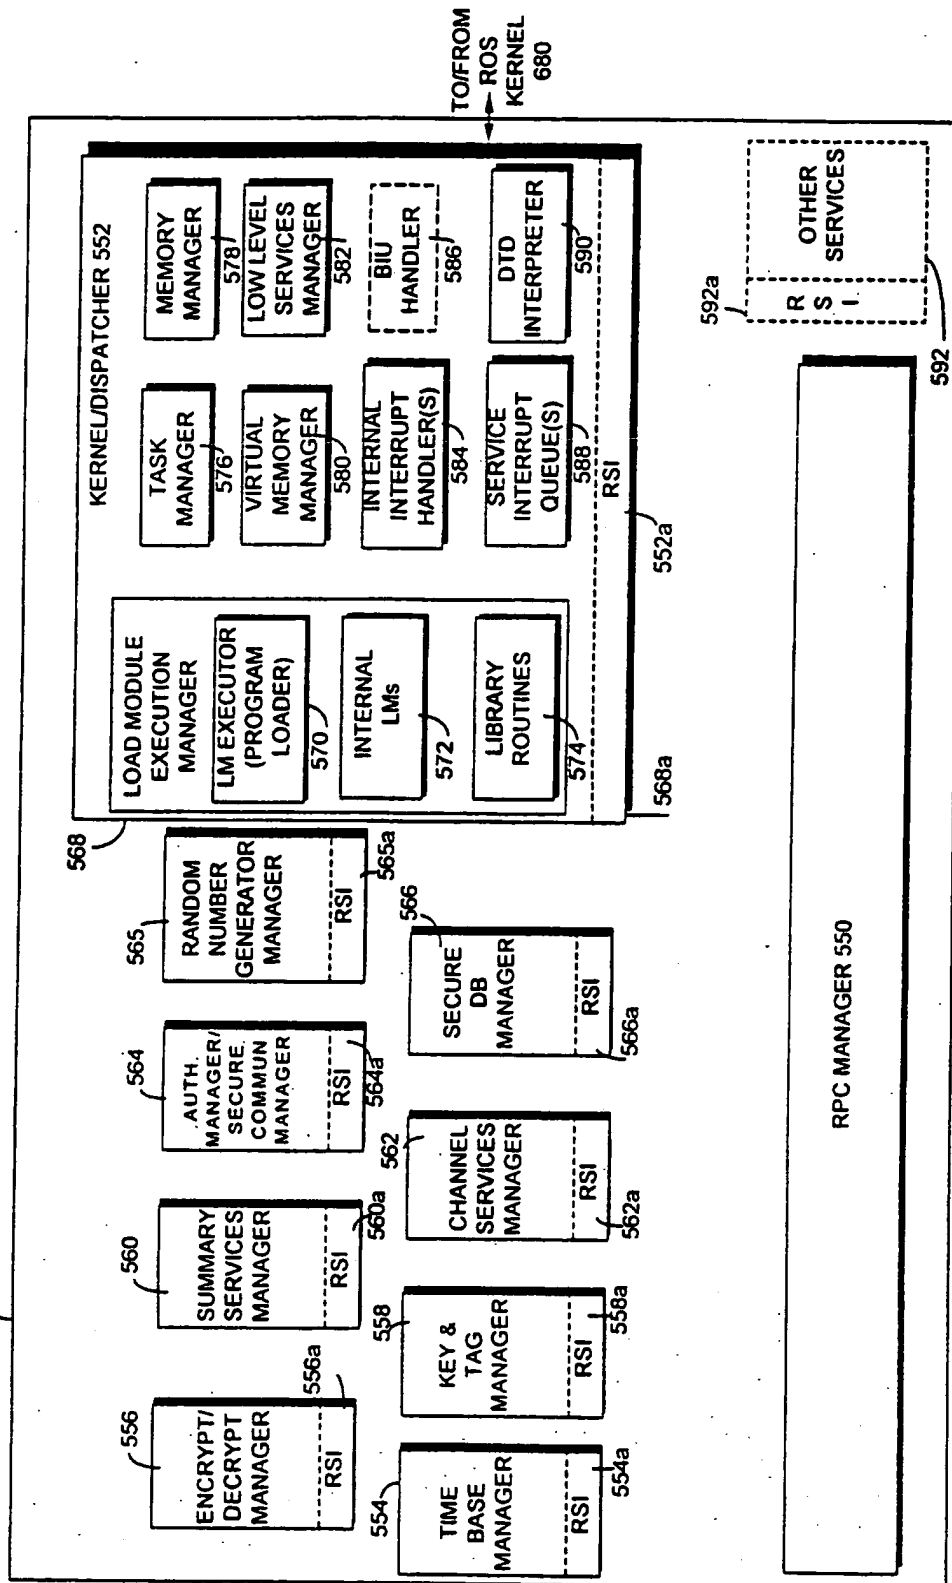 KERNEL/DISPATCHER 552
568
LOAD MODULE
EXECUTION
MANAGER
LM EXECUTOR
(PROGRAM
LOADER)
570
INTERNAL
LMs
572
LIBRARY
ROUTINES
574
568a
TASK
MANAGER
576
MEMORY
MANAGER
578
VIRTUAL
MEMORY
MANAGER
580
LOW LEVEL
SERVICES
MANAGER
582
INTERNAL
INTERRUPT
HANDLER(S)
584
BIU
HANDLER
586
SERVICE
INTERRUPT
QUEUE(S)
588
DTD
INTERPRETER
590
RSI
552a
TO/FROM
ROS
KERNEL
680
556
ENCRYPT/
DECRYPT
MANAGER
RSI
556a
560
SUMMARY
SERVICES
MANAGER
RSI
560a
564
AUTH.
MANAGER/
SECURE
COMMUN
MANAGER
RSI
564a
565
RANDOM
NUMBER
GENERATOR
MANAGER
RSI
565a
554
TIME
BASE
MANAGER
RSI
554a
558
KEY &
TAG
MANAGER
RSI
558a
562
CHANNEL
SERVICES
MANAGER
RSI
562a
566
SECURE
DB
MANAGER
RSI
566a
592a
R
S
I
OTHER
SERVICES
592
RPC MANAGER 550